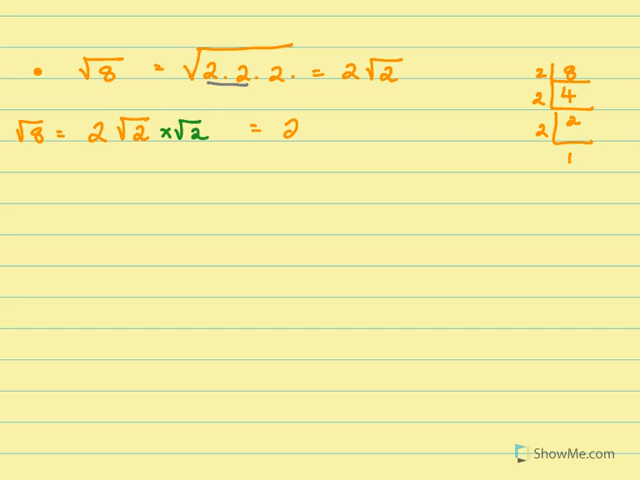 • √8 = √2.2.2. = 2√2
√8 = 2√2 ×√2 = 2
2 | 8
2 | 4
2 | 2
1
ShowMe.com